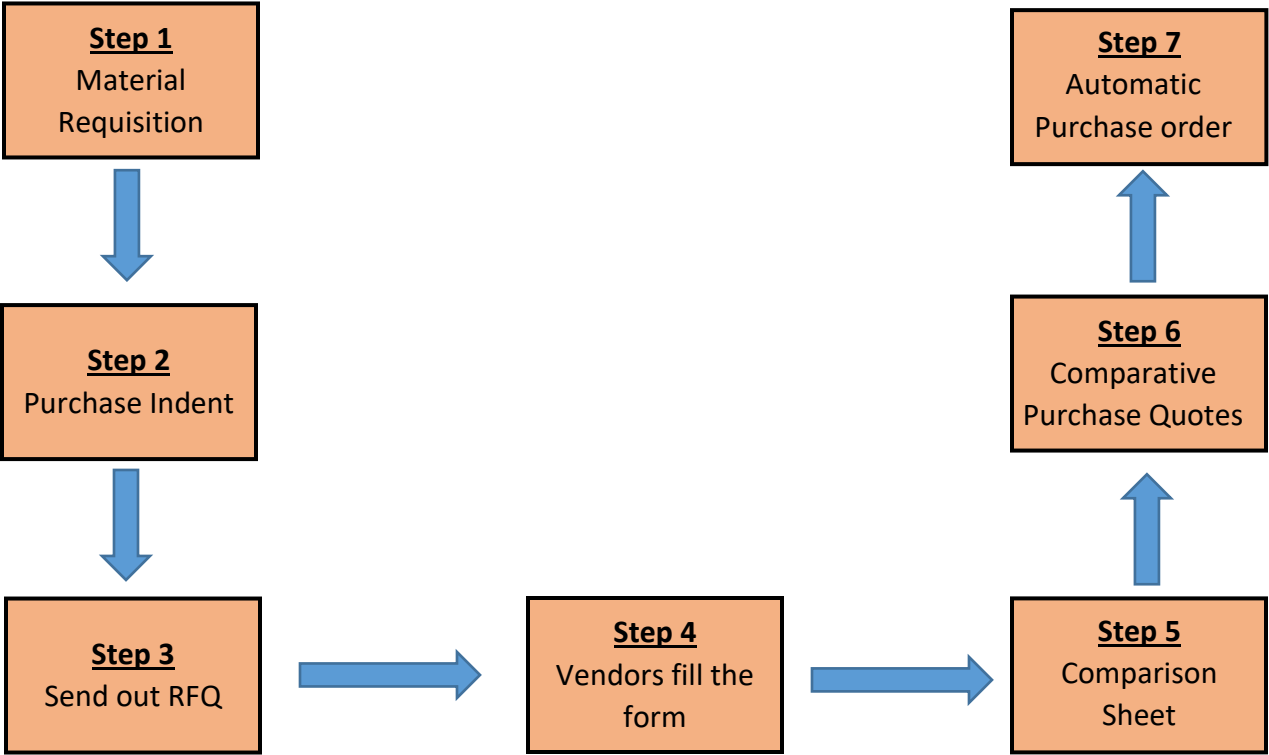 Step 1
Material
Requisition
Step 2
Purchase Indent
Step 3
Send out RFQ
Step 4
Vendors fill the
form
Step 5
Comparison
Sheet
Step 6
Comparative
Purchase Quotes
Step 7
Automatic
Purchase order